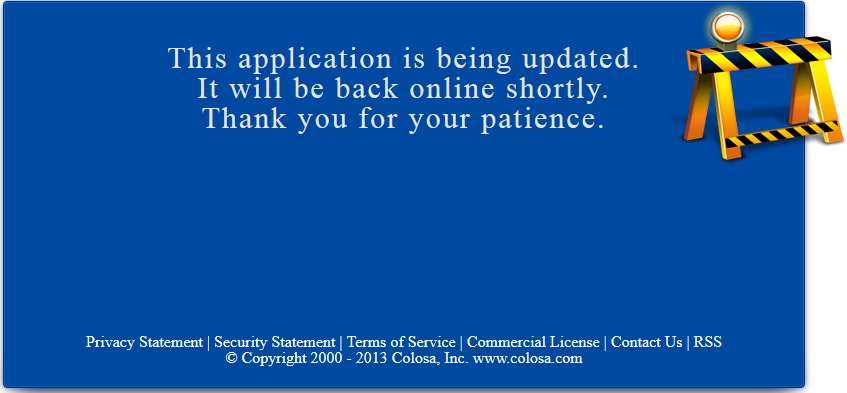 This application is being updated.
It will be back online shortly.
Thank you for your patience.
Privacy Statement | Security Statement | Terms of Service | Commercial License | Contact Us | RSS
© Copyright 2000 - 2013 Colosa, Inc. www.colosa.com